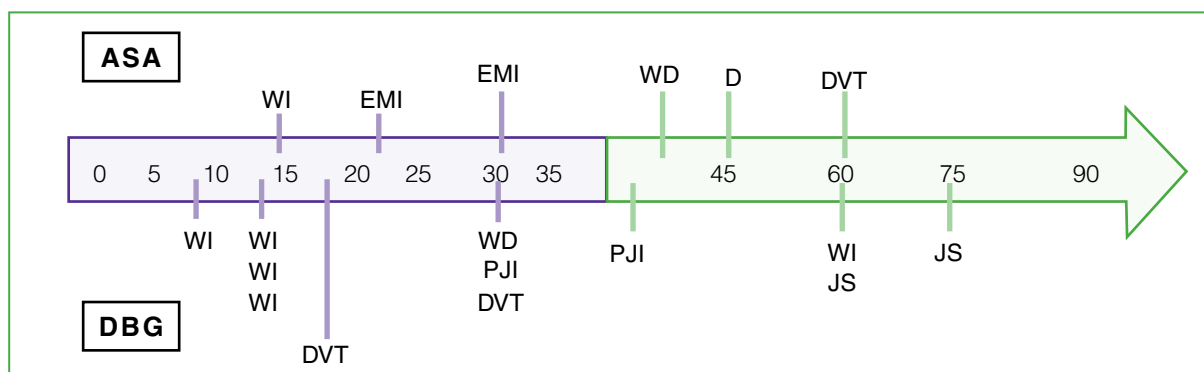 ASA
WI EMI EMI WD D DVT
0 5 10 15 20 25 30 35 45 60 75 90
WI WI WD PJI WI JS
WI PJI JS
WI DVT
DBG
DVT